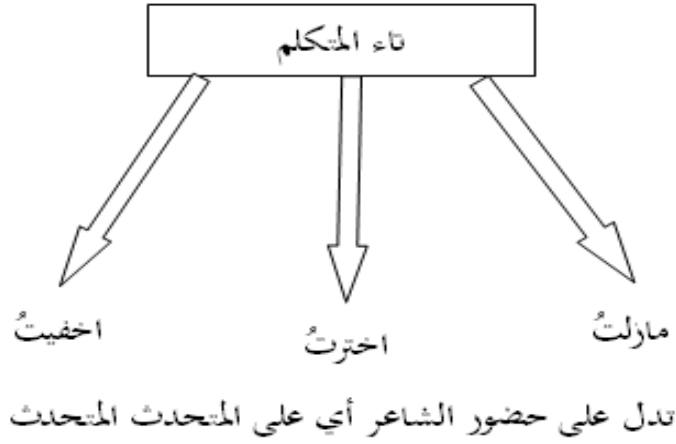 تاء المتكلم
مازلتُ
اخترتُ
اخفيتُ
تدل على حضور الشاعر أي على المتحدث المتحدث